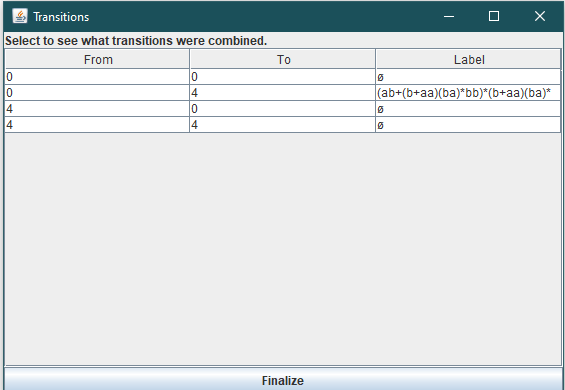 Transitions
Select to see what transitions were combined.
From To Label
0 0 ø
0 4 (ab+(b+aa)(ba)*bb)*(b+aa)(ba)*
4 0 ø
4 4 ø
Finalize